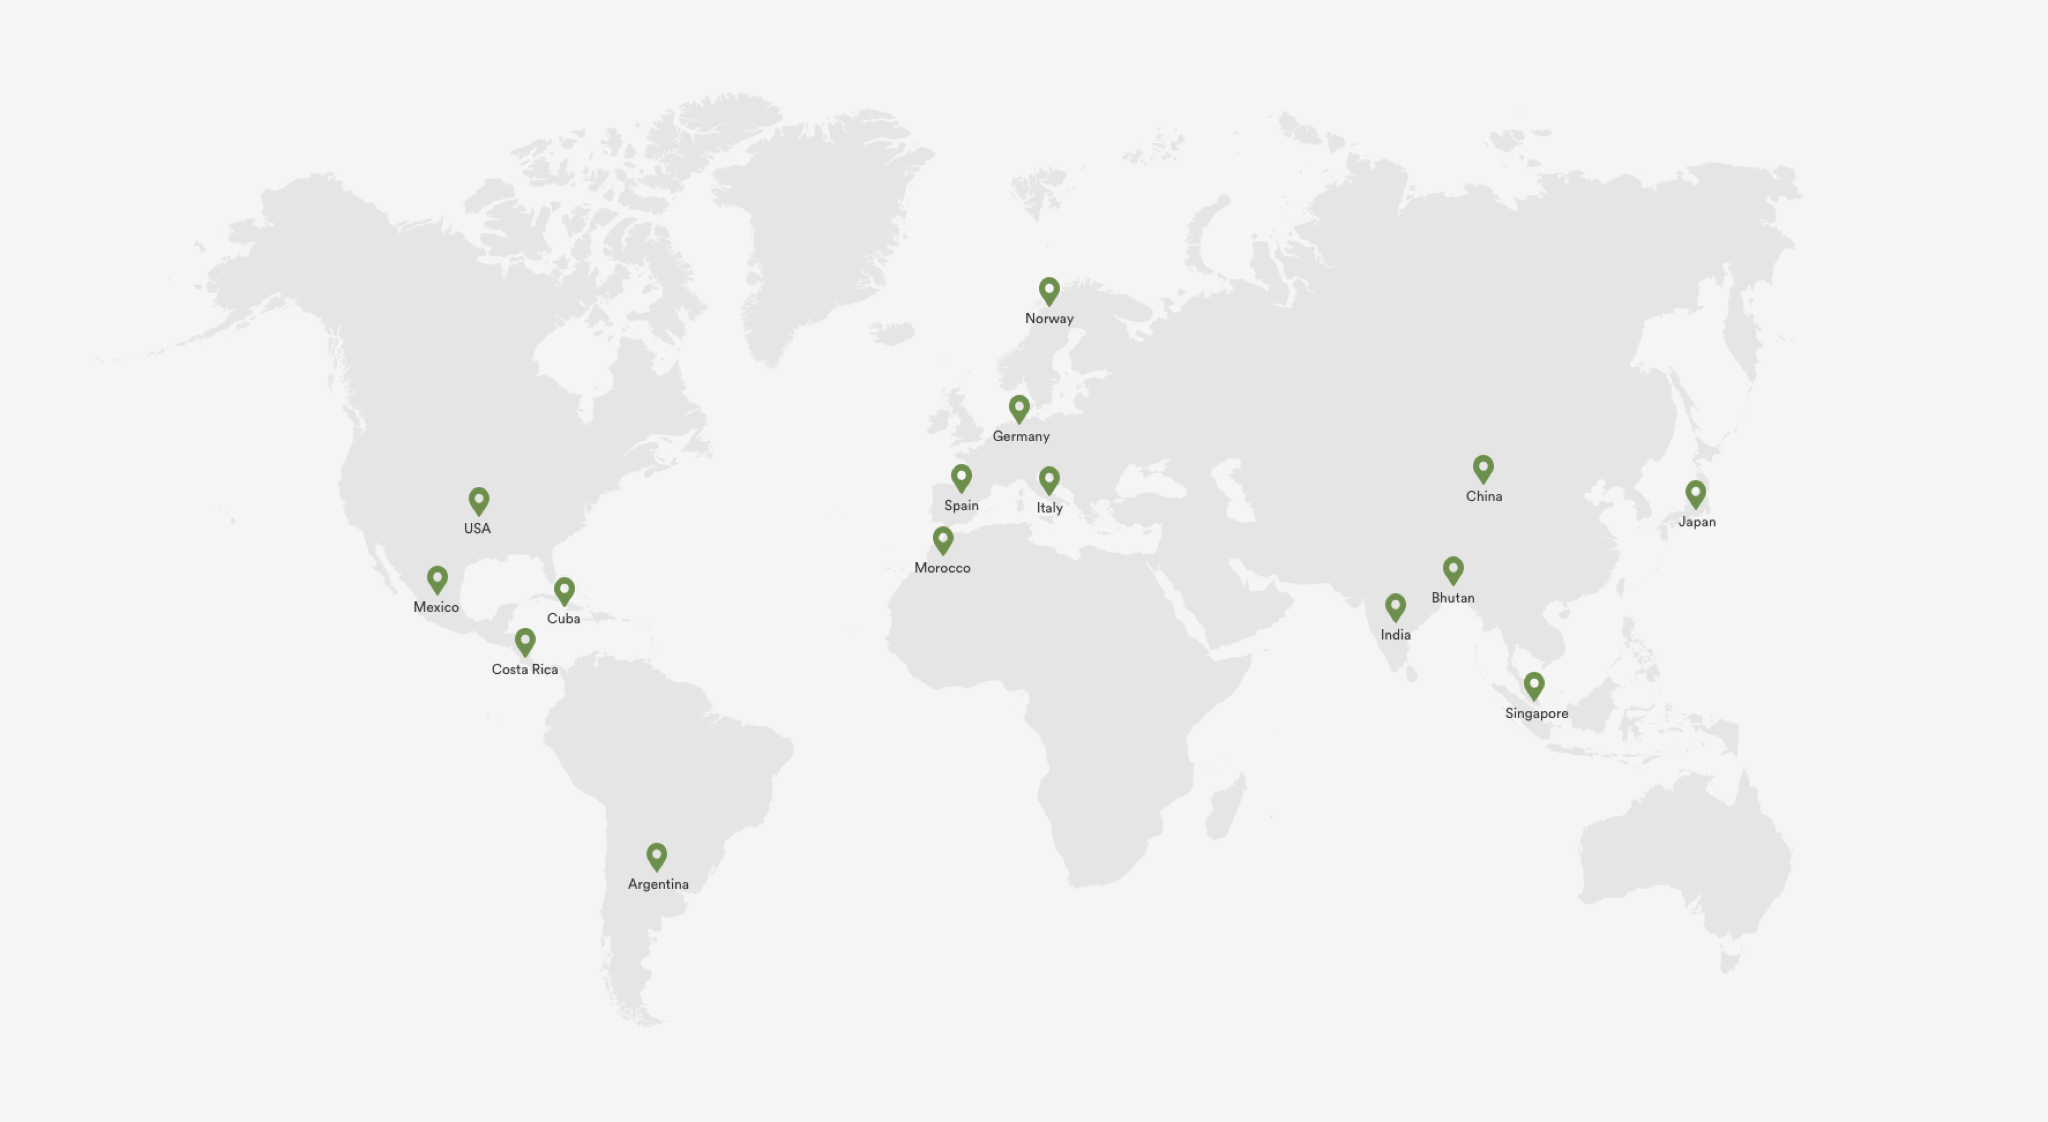 Norway
Germany
Spain
Italy
China
Japan
USA
Morocco
Bhutan
Mexico
Cuba
India
Costa Rica
Singapore
Argentina